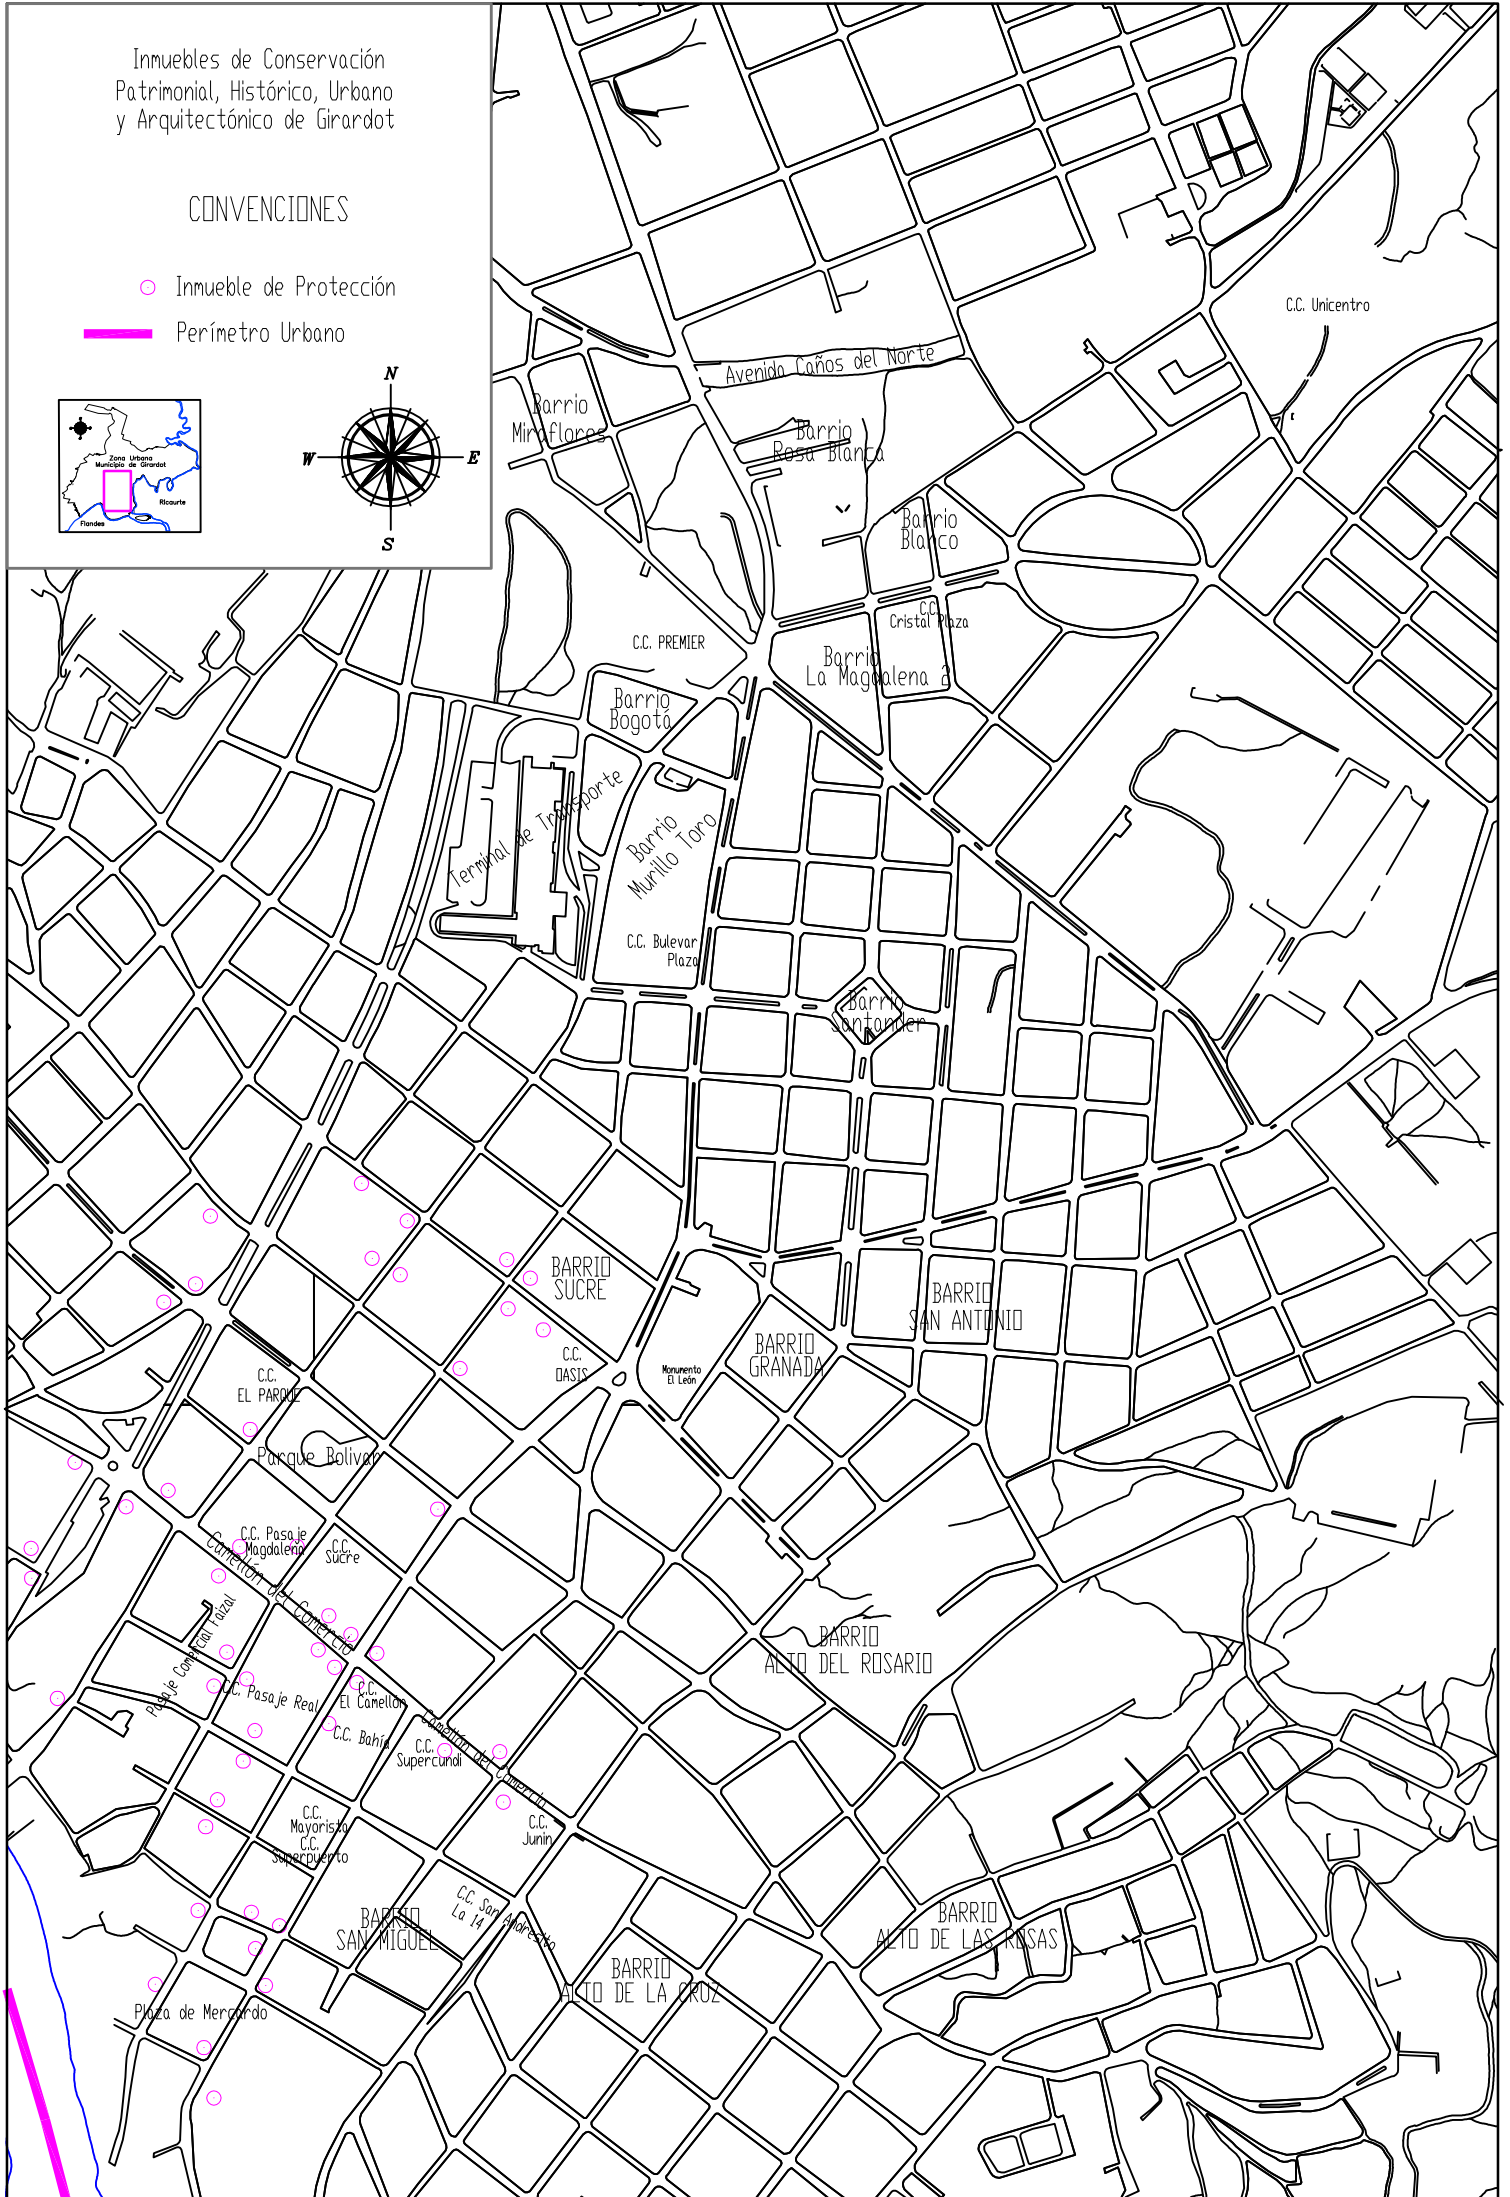 Inmuebles de Conservación
Patrimonial, Histórico, Urbano
y Arquitectónico de Girardot
CONVENCIONES
Inmueble de Protección
Perímetro Urbano
N
W
E
S
Zona Urbana
Municipio de Girardot
Ricaurte
Flandes
C.C. Unicentro
Avenida Caños del Norte
Barrio
Miraflores
Barrio
Rosa Blanca
Barrio
Blanco
C.C.
Cristal Plaza
C.C. PREMIER
Barrio
La Magdalena 2
Barrio
Bogotá
Terminal de Transporte
Barrio
Murillo Toro
C.C. Bulevar
Plaza
Barrio
Santander
BARRIO
SUCRE
BARRIO
SAN ANTONIO
BARRIO
GRANADA
C.C.
OASIS
Monumento
El León
C.C.
EL PARQUE
Parque Bolivar
C.C. Pasaje
Magdalena
C.C.
Sucre
Camellón del Comercio
Pasaje Comercial Faizal
C.C. Pasaje Real
C.C.
El Camellón
C.C. Bahía
C.C.
Supercundi
Camellón del Comercio
BARRIO
ALTO DEL ROSARIO
C.C.
Mayorista
C.C.
Superpuerto
C.C.
Junin
C.C. San Andresito
La 14
BARRIO
SAN MIGUEL
BARRIO
ALTO DE LAS ROSAS
BARRIO
ALTO DE LA CRUZ
Plaza de Mercardo